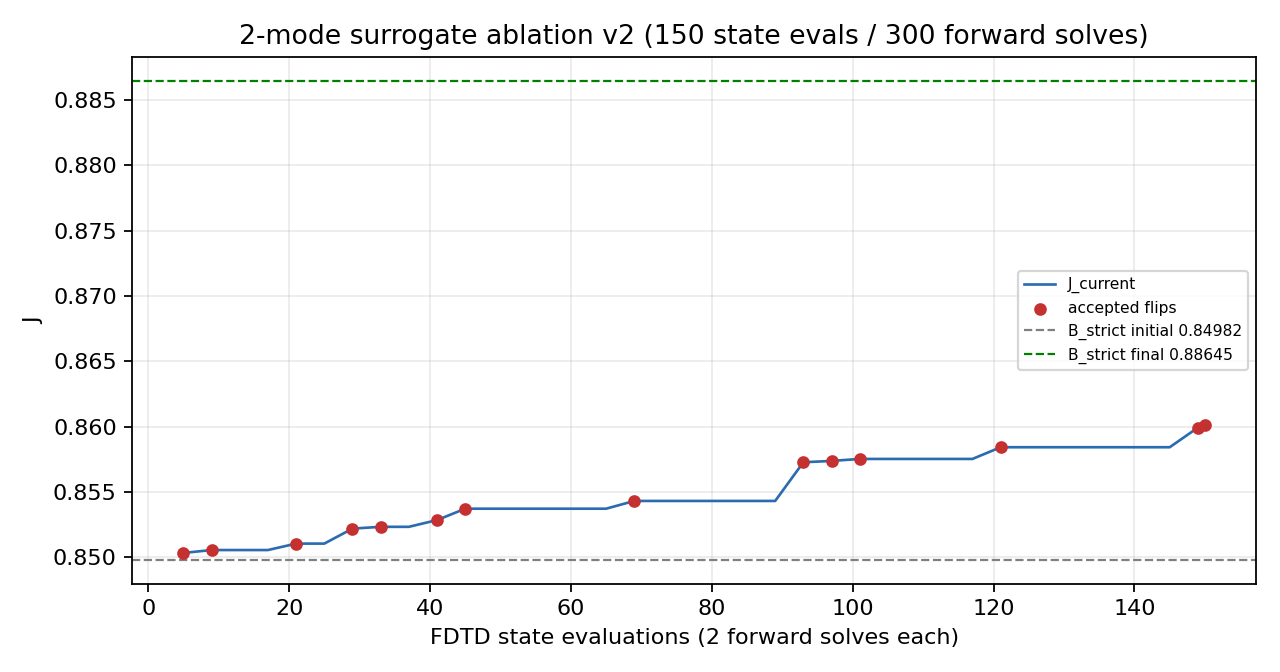 2-mode surrogate ablation v2 (150 state evals / 300 forward solves)
J
0.885
0.880
0.875
0.870
0.865
0.860
0.855
0.850
J_current
accepted flips
B_strict initial 0.84982
B_strict final 0.88645
0 20 40 60 80 100 120 140
FDTD state evaluations (2 forward solves each)